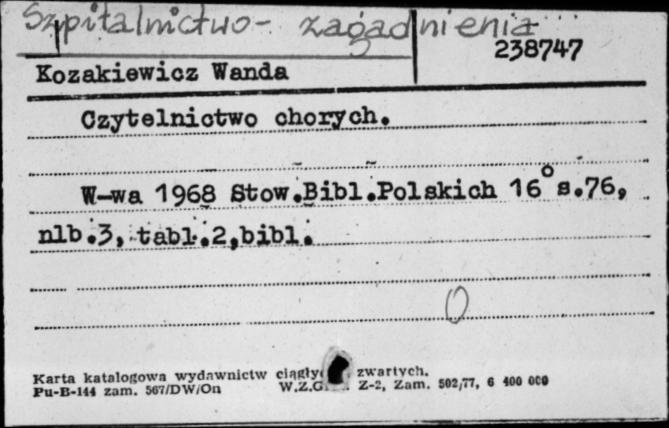 Szpitalnictwo - zagadnienia
238747
Kozakiewicz Wanda
Czytelnictwo chorych.
W-wa 1968 Stow.Bibl.Polskich 16° s.76,
nlb.3, tabl.2,bibl.
0
Karta katalogowa wydawnictw zwartych.
Pu-B-144 zam. 567/DW/On W.Z.G. Z-2, Zam. 502/77, 6 400 000